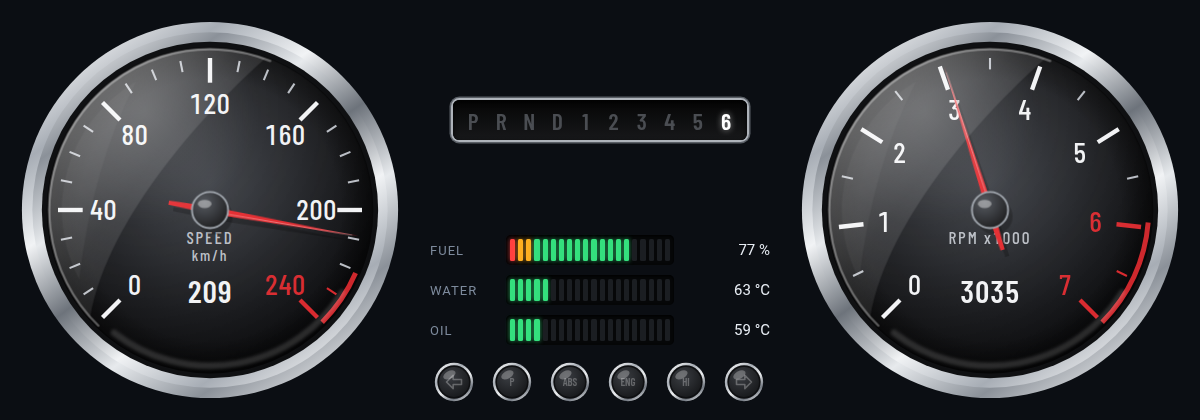 0
40
80
120
160
200
240
SPEED
km/h
209
P R N D 1 2 3 4 5 6
FUEL 77 %
WATER 63 °C
OIL 59 °C
P ABS ENG HI
0
1
2
3
4
5
6
7
RPM x1000
3035